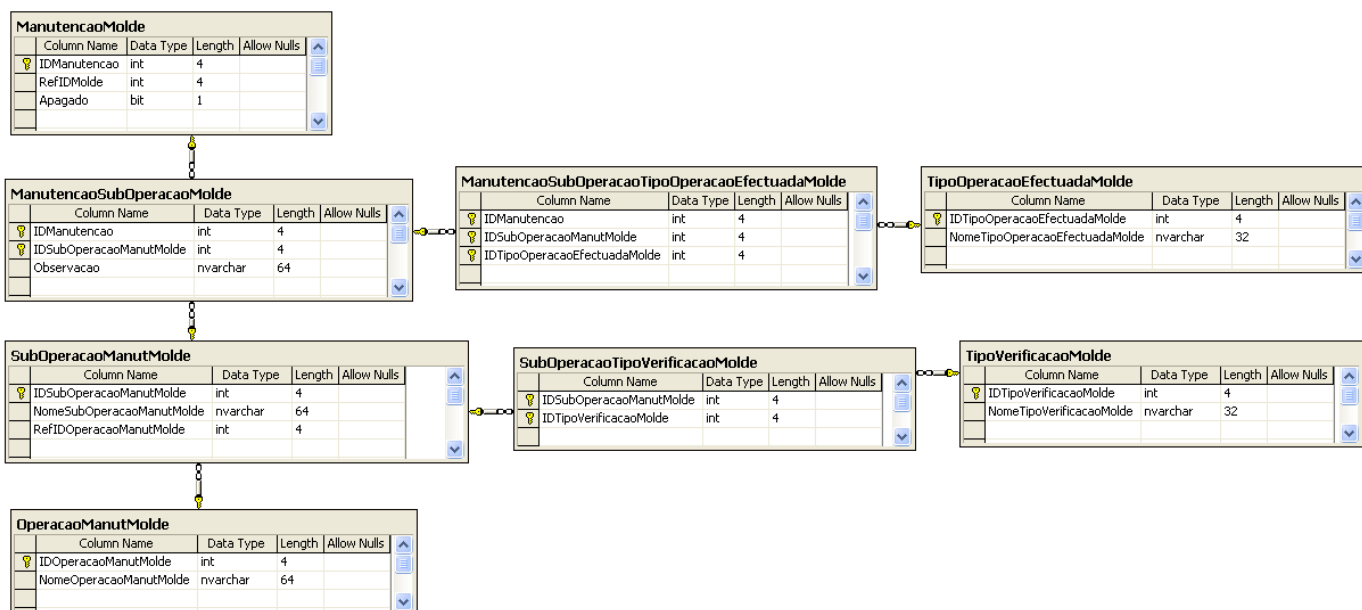 ManutencaoMolde
Column Name Data Type Length Allow Nulls
IDManutencao int 4
RefIDMolde int 4
Apagado bit 1
ManutencaoSubOperacaoMolde
Column Name Data Type Length Allow Nulls
IDManutencao int 4
IDSubOperacaoManutMolde int 4
Observacao nvarchar 64
ManutencaoSubOperacaoTipoOperacaoEfectuadaMolde
Column Name Data Type Length Allow Nulls
IDManutencao int 4
IDSubOperacaoManutMolde int 4
IDTipoOperacaoEfectuadaMolde int 4
TipoOperacaoEfectuadaMolde
Column Name Data Type Length Allow Nulls
IDTipoOperacaoEfectuadaMolde int 4
NomeTipoOperacaoEfectuadaMolde nvarchar 32
SubOperacaoManutMolde
Column Name Data Type Length Allow Nulls
IDSubOperacaoManutMolde int 4
NomeSubOperacaoManutMolde nvarchar 64
RefIDOperacaoManutMolde int 4
SubOperacaoTipoVerificacaoMolde
Column Name Data Type Length Allow Nulls
IDSubOperacaoManutMolde int 4
IDTipoVerificacaoMolde int 4
TipoVerificacaoMolde
Column Name Data Type Length Allow Nulls
IDTipoVerificacaoMolde int 4
NomeTipoVerificacaoMolde nvarchar 32
OperacaoManutMolde
Column Name Data Type Length Allow Nulls
IDOperacaoManutMolde int 4
NomeOperacaoManutMolde nvarchar 64